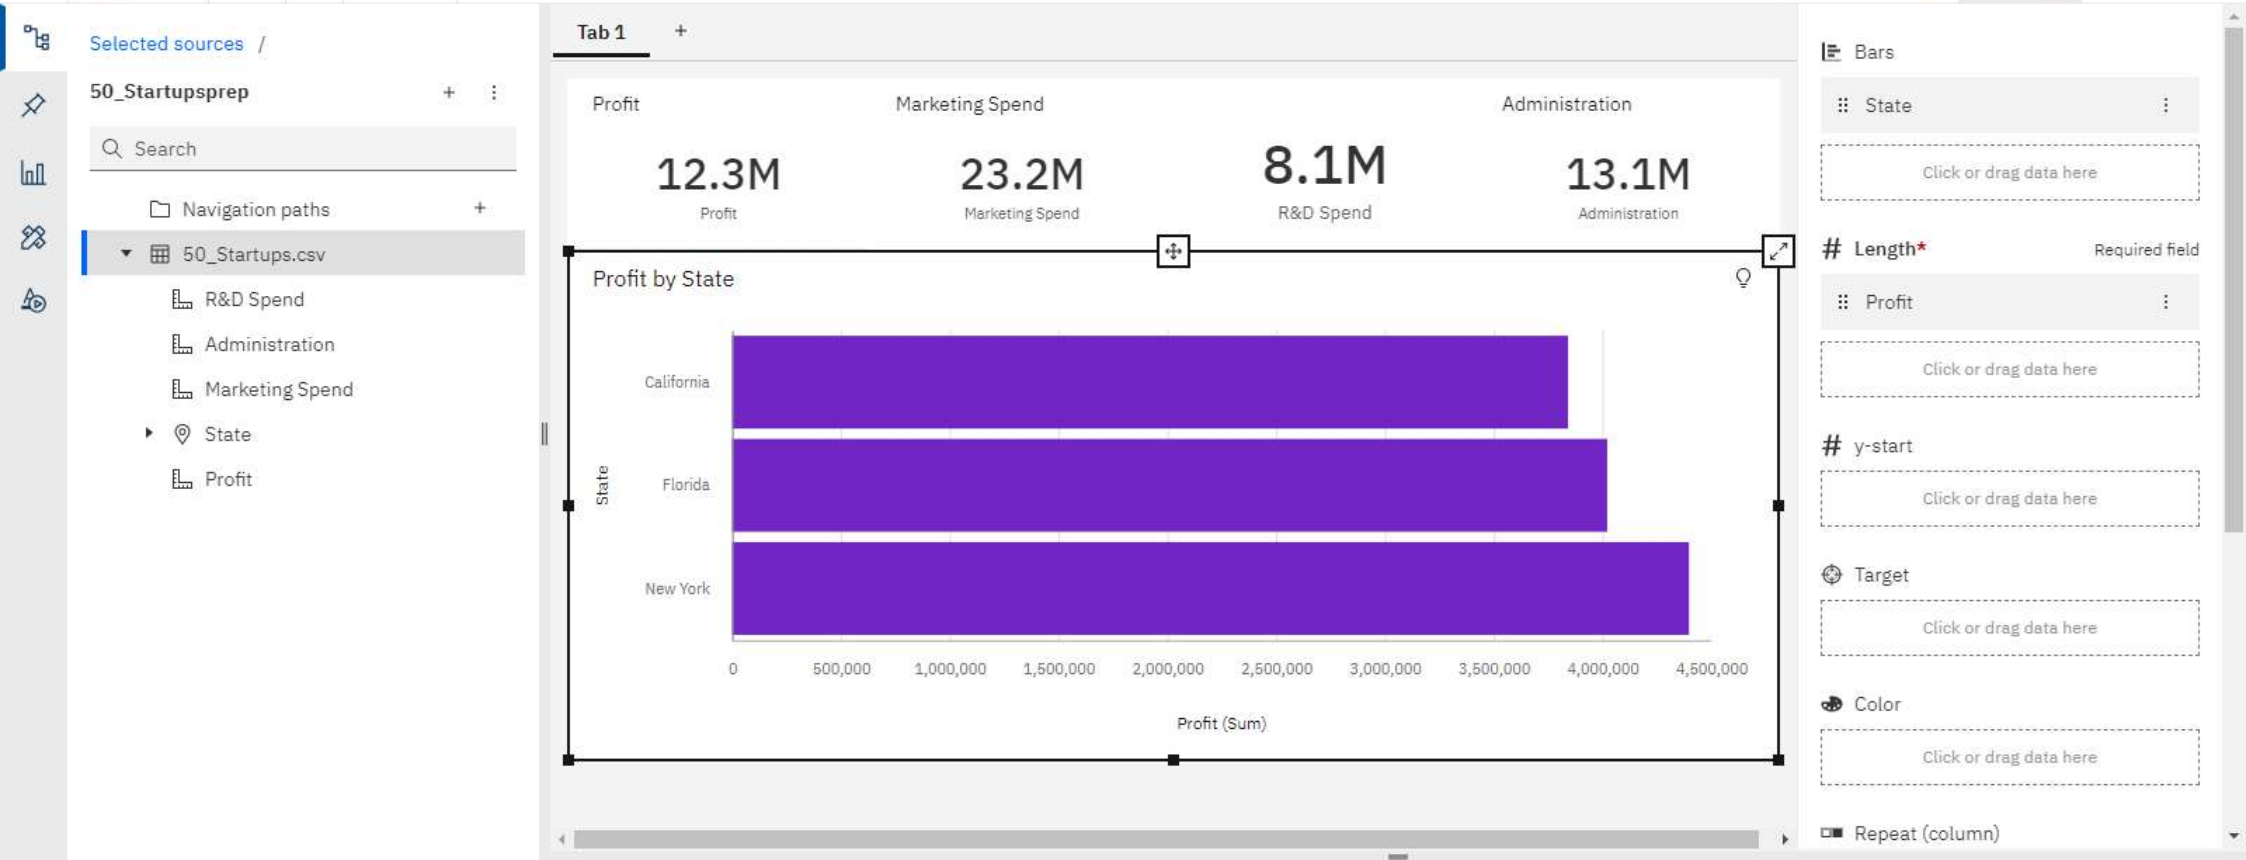 Selected sources /
50_Startupsprep
Search
Navigation paths
50_Startups.csv
R&D Spend
Administration
Marketing Spend
State
Profit
Tab 1
Profit
Marketing Spend
Administration
12.3M
Profit
23.2M
Marketing Spend
8.1M
R&D Spend
13.1M
Administration
Profit by State
State
California
Florida
New York
0 500,000 1,000,000 1,500,000 2,000,000 2,500,000 3,000,000 3,500,000 4,000,000 4,500,000
Profit (Sum)
Bars
State
Click or drag data here
# Length* Required field
Profit
Click or drag data here
# y-start
Click or drag data here
Target
Click or drag data here
Color
Click or drag data here
Repeat (column)